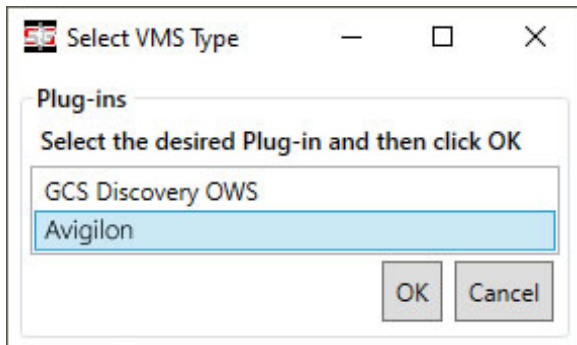 SG Select VMS Type
Plug-ins
Select the desired Plug-in and then click OK
GCS Discovery OWS
Avigilon
OK Cancel